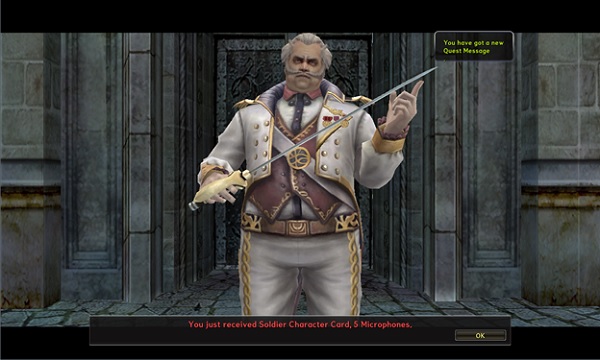 You have got a new
Quest Message
You just received Soldier Character Card, 5 Microphones.
OK